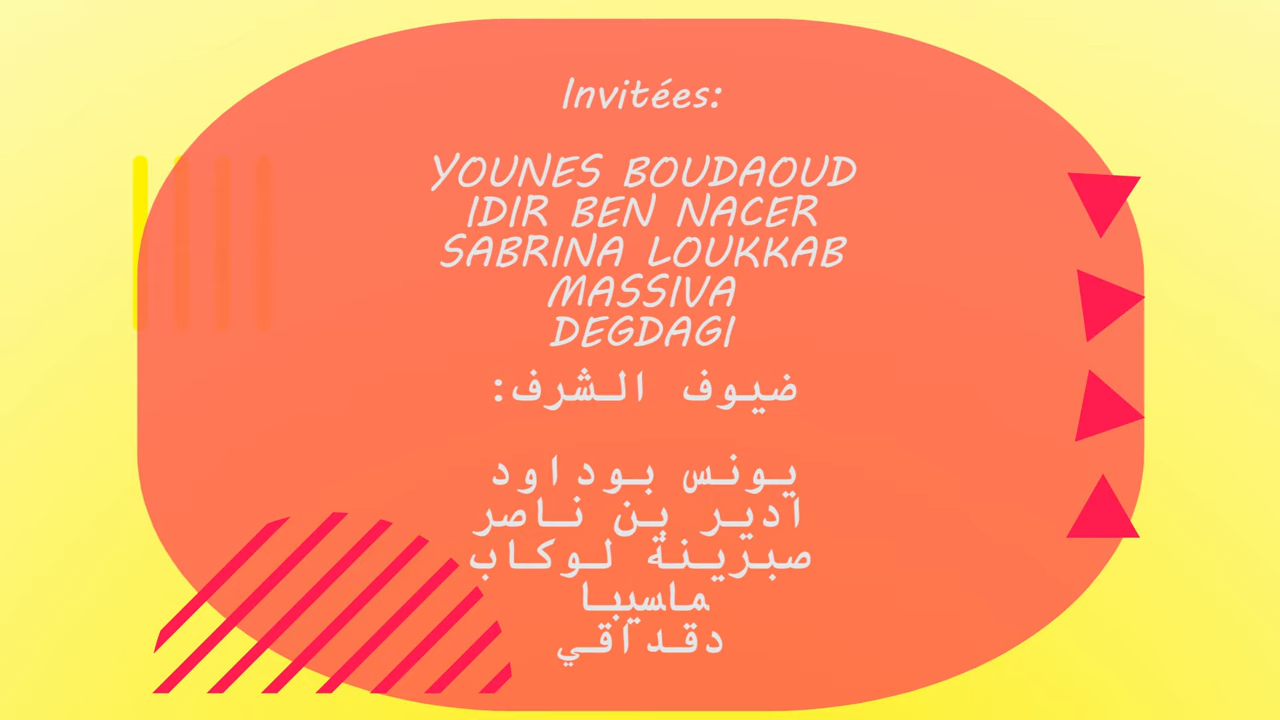 Invitées:
YOUNES BOUDAOUD
IDIR BEN NACER
SABRINA LOUKKAB
MASSIVA
DEGDAGI
ضيوف الشرف:
يونس بوداود
ادير بن ناصر
صبرينة لوكاب
ماسيبا
دقداقي